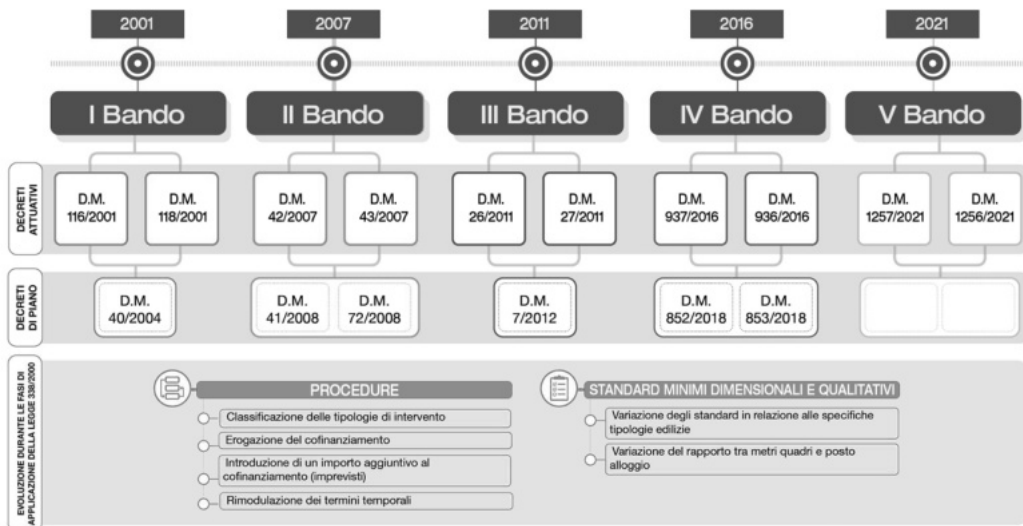 2001
2007
2011
2016
2021
I Bando
II Bando
III Bando
IV Bando
V Bando
DECRETI
ATTUATIVI
D.M.
116/2001
D.M.
118/2001
D.M.
42/2007
D.M.
43/2007
D.M.
26/2011
D.M.
27/2011
D.M.
937/2016
D.M.
936/2016
D.M.
1257/2021
D.M.
1256/2021
DECRETI
DI PIANO
D.M.
40/2004
D.M.
41/2008
D.M.
72/2008
D.M.
7/2012
D.M.
852/2018
D.M.
853/2018
EVOLUZIONE DURANTE LE FASI DI
APPLICAZIONE DELLA LEGGE 338/2000
PROCEDURE
Classificazione delle tipologie di intervento
Erogazione del cofinanziamento
Introduzione di un importo aggiuntivo al
cofinanziamento (imprevisti)
Rimodulazione dei termini temporali
STANDARD MINIMI DIMENSIONALI E QUALITATIVI
Variazione degli standard in relazione alle specifiche
tipologie edilizie
Variazione del rapporto tra metri quadri e posto
alloggio